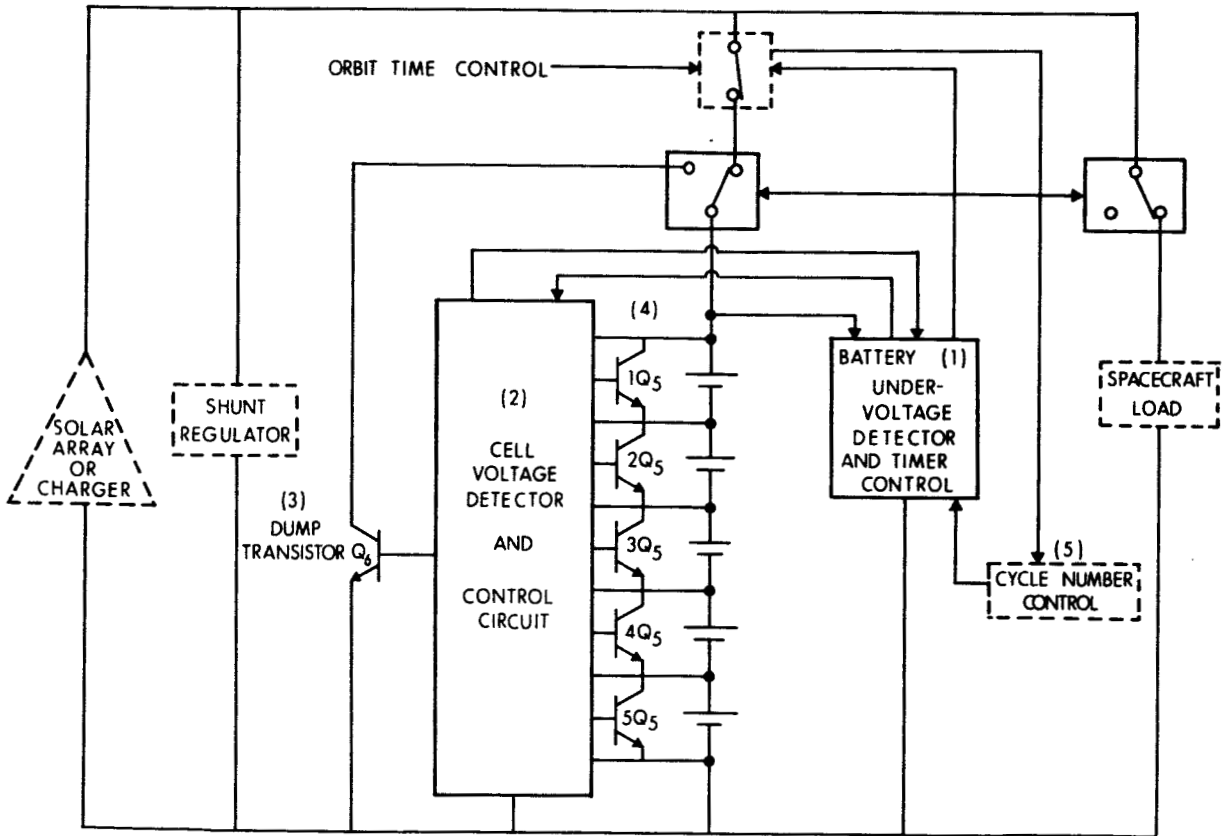 ORBIT TIME CONTROL
(4)
BATTERY (1)
UNDER-
VOLTAGE
DETECTOR
AND TIMER
CONTROL
SPACECRAFT
LOAD
SHUNT
REGULATOR
SOLAR
ARRAY
OR
CHARGER
(2)
CELL
VOLTAGE
DETECTOR
AND
CONTROL
CIRCUIT
1Q5
2Q5
3Q5
4Q5
5Q5
(3)
DUMP
TRANSISTOR Q6
(5)
CYCLE NUMBER
CONTROL